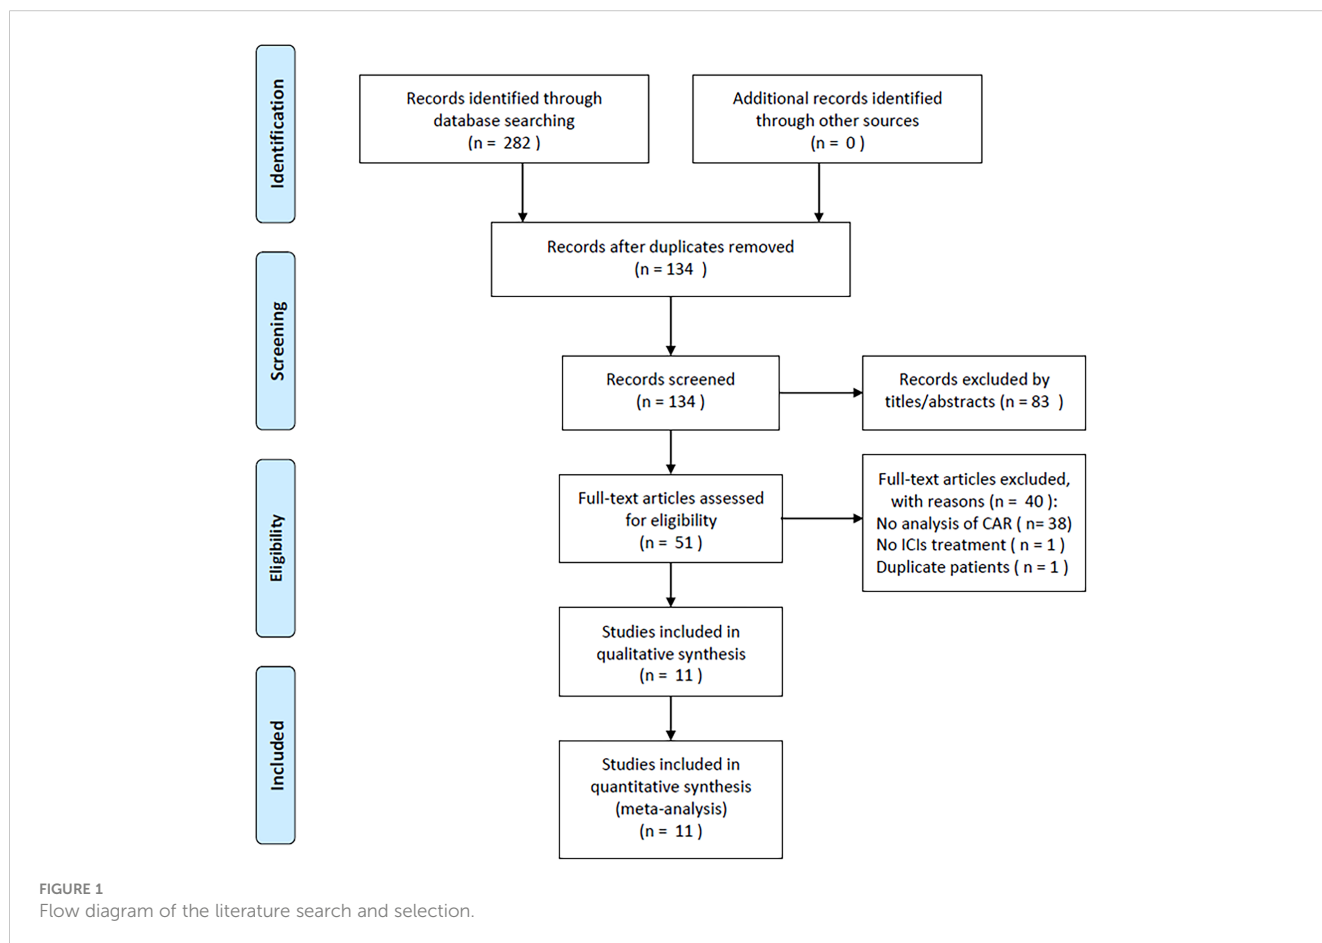 Identification
Records identified through
database searching
(n = 282 )
Additional records identified
through other sources
(n = 0 )
Records after duplicates removed
(n = 134 )
Screening
Records screened
(n = 134 )
Records excluded by
titles/abstracts (n = 83 )
Eligibility
Full-text articles assessed
for eligibility
(n = 51 )
Full-text articles excluded,
with reasons (n = 40 ):
No analysis of CAR ( n= 38)
No ICIs treatment ( n = 1 )
Duplicate patients ( n = 1 )
Studies included in
qualitative synthesis
(n = 11 )
Included
Studies included in
quantitative synthesis
(meta-analysis)
(n = 11 )
FIGURE 1
Flow diagram of the literature search and selection.